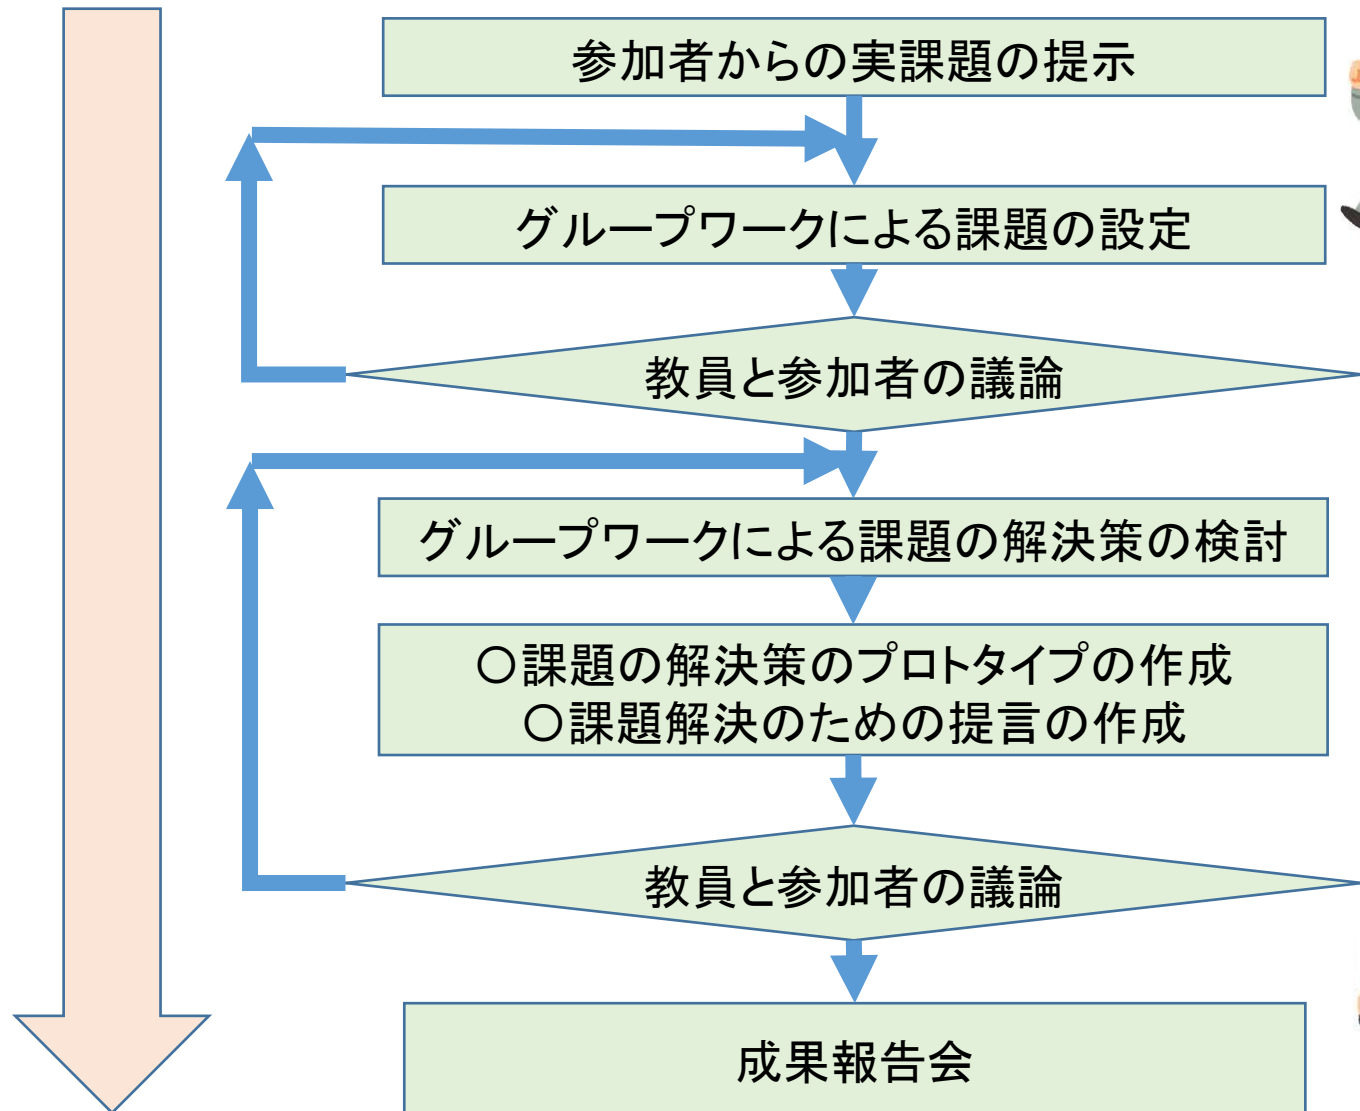 参加者からの実課題の提示
グループワークによる課題の設定
教員と参加者の議論
グループワークによる課題の解決策の検討
〇課題の解決策のプロトタイプの作成
〇課題解決のための提言の作成
教員と参加者の議論
成果報告会